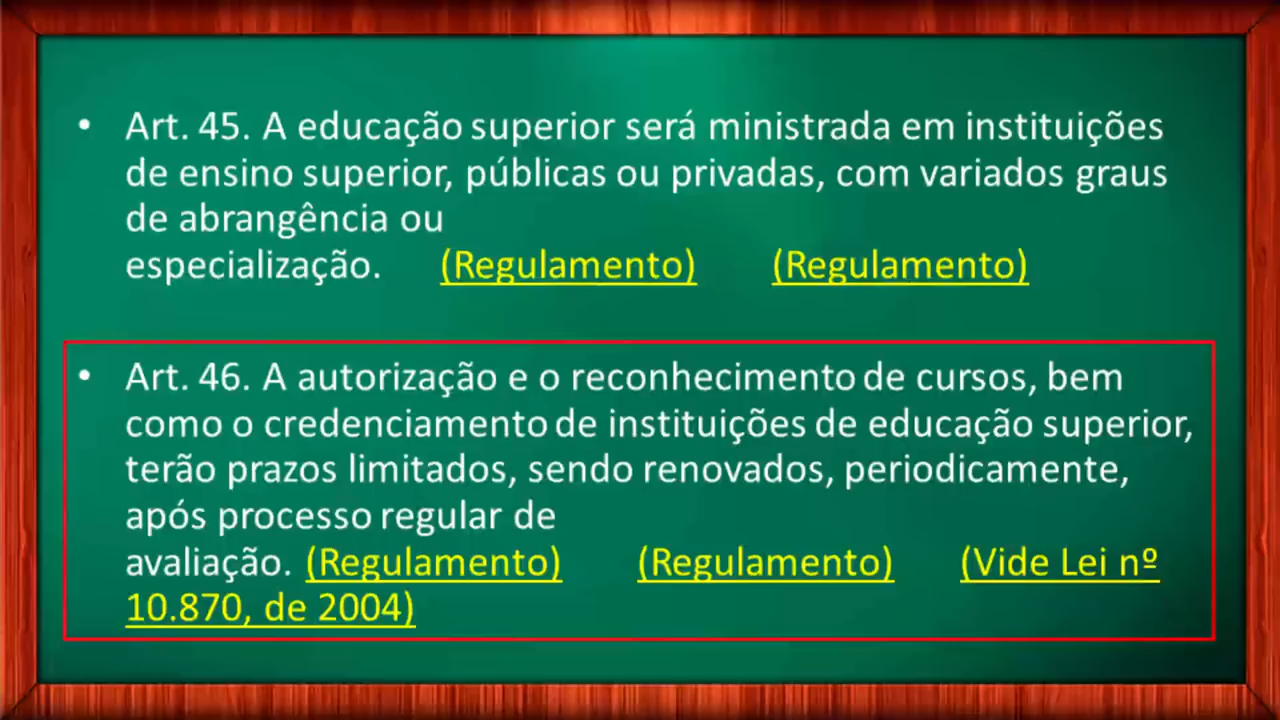 • Art. 45. A educação superior será ministrada em instituições
de ensino superior, públicas ou privadas, com variados graus
de abrangência ou
especialização. (Regulamento) (Regulamento)
• Art. 46. A autorização e o reconhecimento de cursos, bem
como o credenciamento de instituições de educação superior,
terão prazos limitados, sendo renovados, periodicamente,
após processo regular de
avaliação. (Regulamento) (Regulamento) (Vide Lei nº
10.870, de 2004)